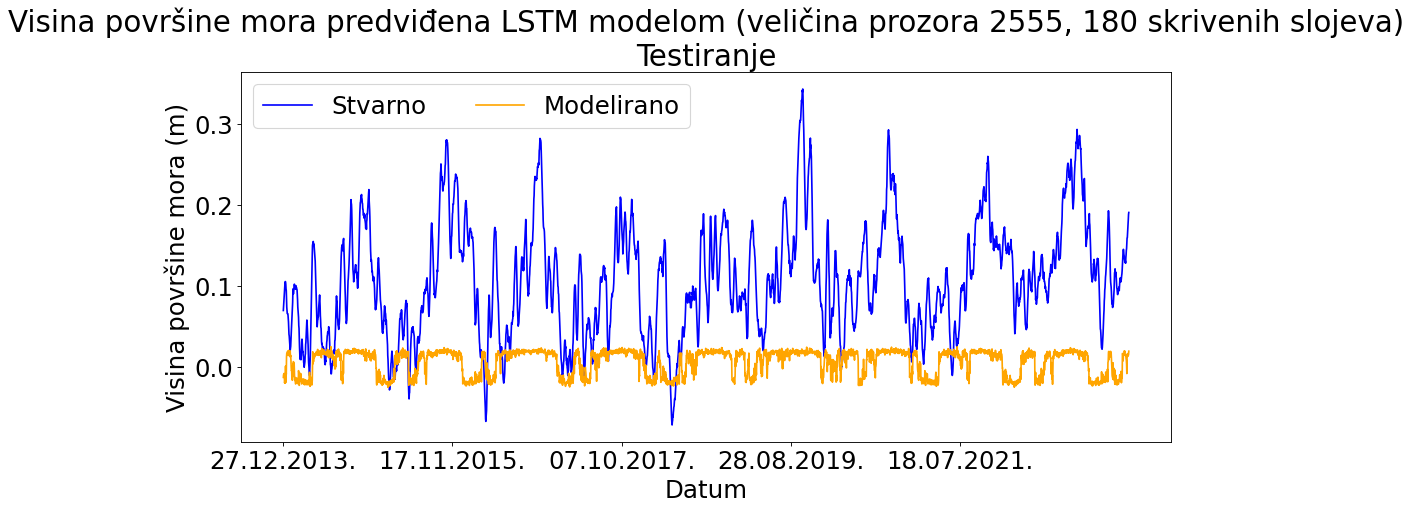 Visina površine mora predviđena LSTM modelom (veličina prozora 2555, 180 skrivenih slojeva)
Testiranje
Stvarno Modelirano
Visina površine mora (m)
0.3
0.2
0.1
0.0
27.12.2013. 17.11.2015. 07.10.2017. 28.08.2019. 18.07.2021.
Datum